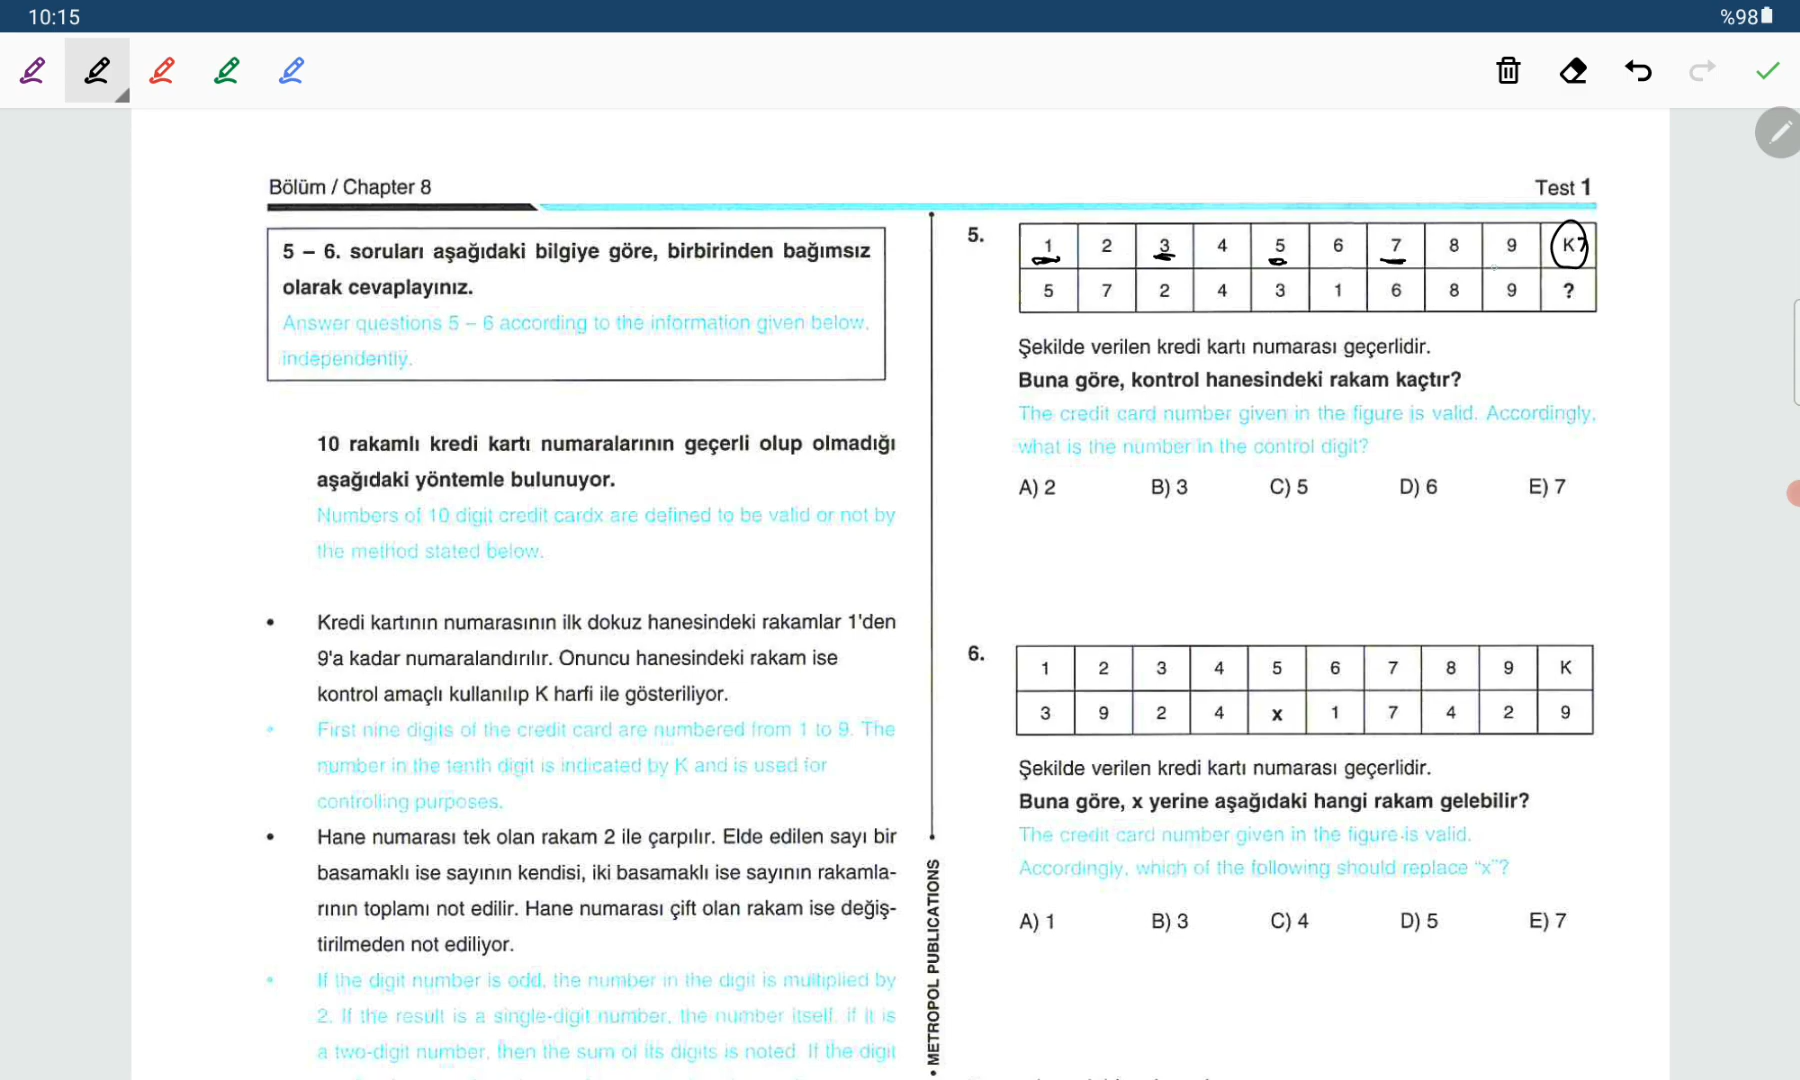 10:15
%98
Bölüm / Chapter 8
Test 1
5 – 6. soruları aşağıdaki bilgiye göre, birbirinden bağımsız
olarak cevaplayınız.
Answer questions 5 – 6 according to the information given below,
independently.
10 rakamlı kredi kartı numaralarının geçerli olup olmadığı
aşağıdaki yöntemle bulunuyor.
Numbers of 10 digit credit cardx are defined to be valid or not by
the method stated below.
• Kredi kartının numarasının ilk dokuz hanesindeki rakamlar 1'den
9'a kadar numaralandırılır. Onuncu hanesindeki rakam ise
kontrol amaçlı kullanılıp K harfi ile gösteriliyor.
• First nine digits of the credit card are numbered from 1 to 9. The
number in the tenth digit is indicated by K and is used for
controlling purposes.
• Hane numarası tek olan rakam 2 ile çarpılır. Elde edilen sayı bir
basamaklı ise sayının kendisi, iki basamaklı ise sayının rakamla-
rının toplamı not edilir. Hane numarası çift olan rakam ise değiş-
tirilmeden not ediliyor.
• If the digit number is odd, the number in the digit is multiplied by
2. If the result is a single-digit number, the number itself, if it is
a two-digit number, then the sum of its digits is noted. If the digit
• METROPOL PUBLICATIONS
5.
1 2 3 4 5 6 7 8 9 K 7
5 7 2 4 3 1 6 8 9 ?
Şekilde verilen kredi kartı numarası geçerlidir.
Buna göre, kontrol hanesindeki rakam kaçtır?
The credit card number given in the figure is valid. Accordingly,
what is the number in the control digit?
A) 2 B) 3 C) 5 D) 6 E) 7
6.
1 2 3 4 5 6 7 8 9 K
3 9 2 4 x 1 7 4 2 9
Şekilde verilen kredi kartı numarası geçerlidir.
Buna göre, x yerine aşağıdaki hangi rakam gelebilir?
The credit card number given in the figure is valid.
Accordingly, which of the following should replace "x"?
A) 1 B) 3 C) 4 D) 5 E) 7